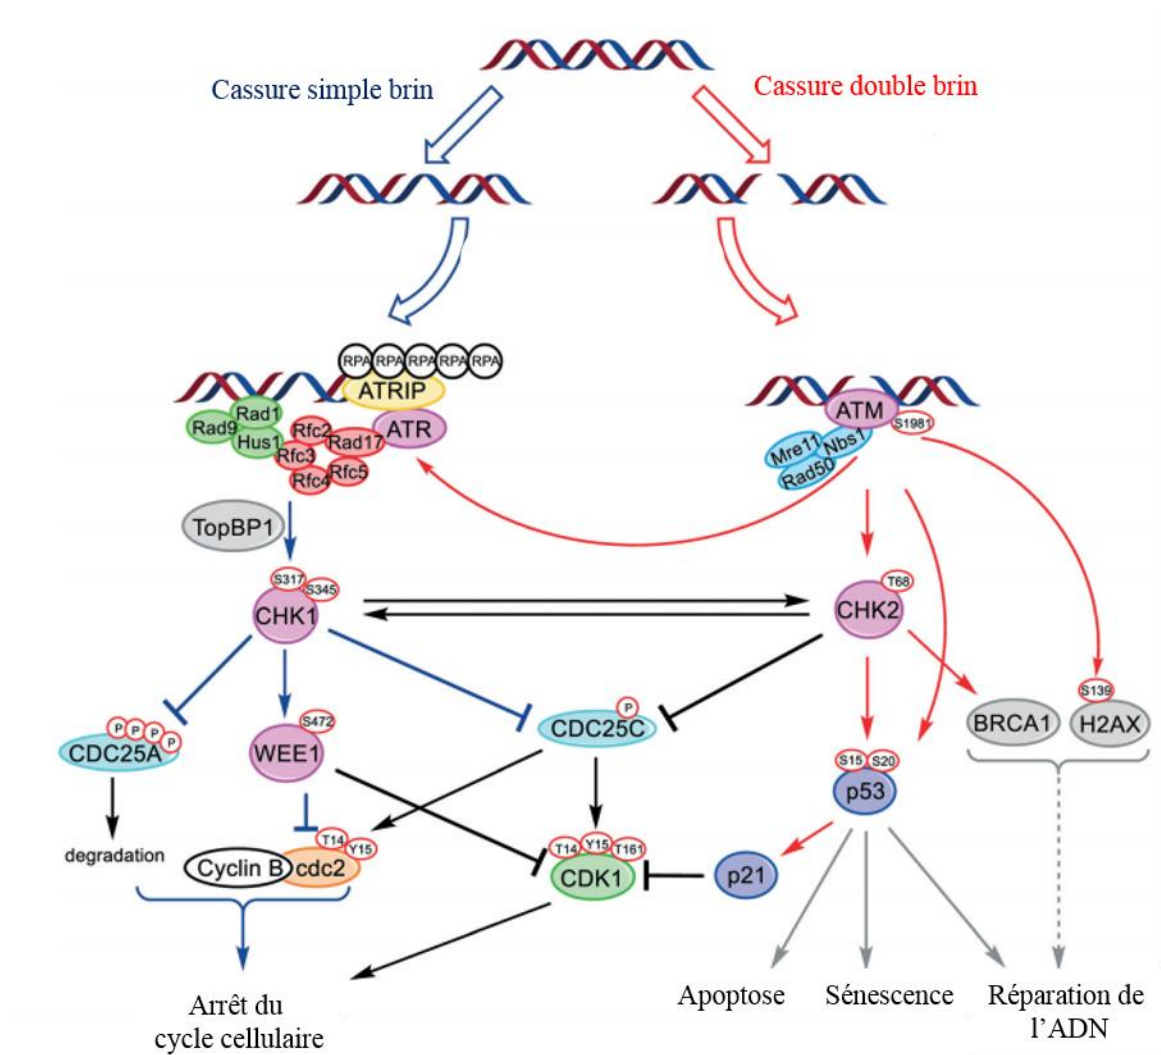 Cassure simple brin
Cassure double brin
RPA RPA RPA RPA RPA
ATRIP
ATR
Rad1
Rad9
Hus1
Rfc2
Rad17
Rfc3
Rfc5
Rfc4
ATM
S1981
Mre11
Nbs1
Rad50
TopBP1
S317
S345
CHK1
T68
CHK2
P P P P
CDC25A
S472
WEE1
P
CDC25C
BRCA1
S139
H2AX
S15 S20
p53
degradation
T14
Y15
Cyclin B
cdc2
T14 Y15 T161
CDK1
p21
Arrêt du
cycle cellulaire
Apoptose
Sénescence
Réparation de
l’ADN